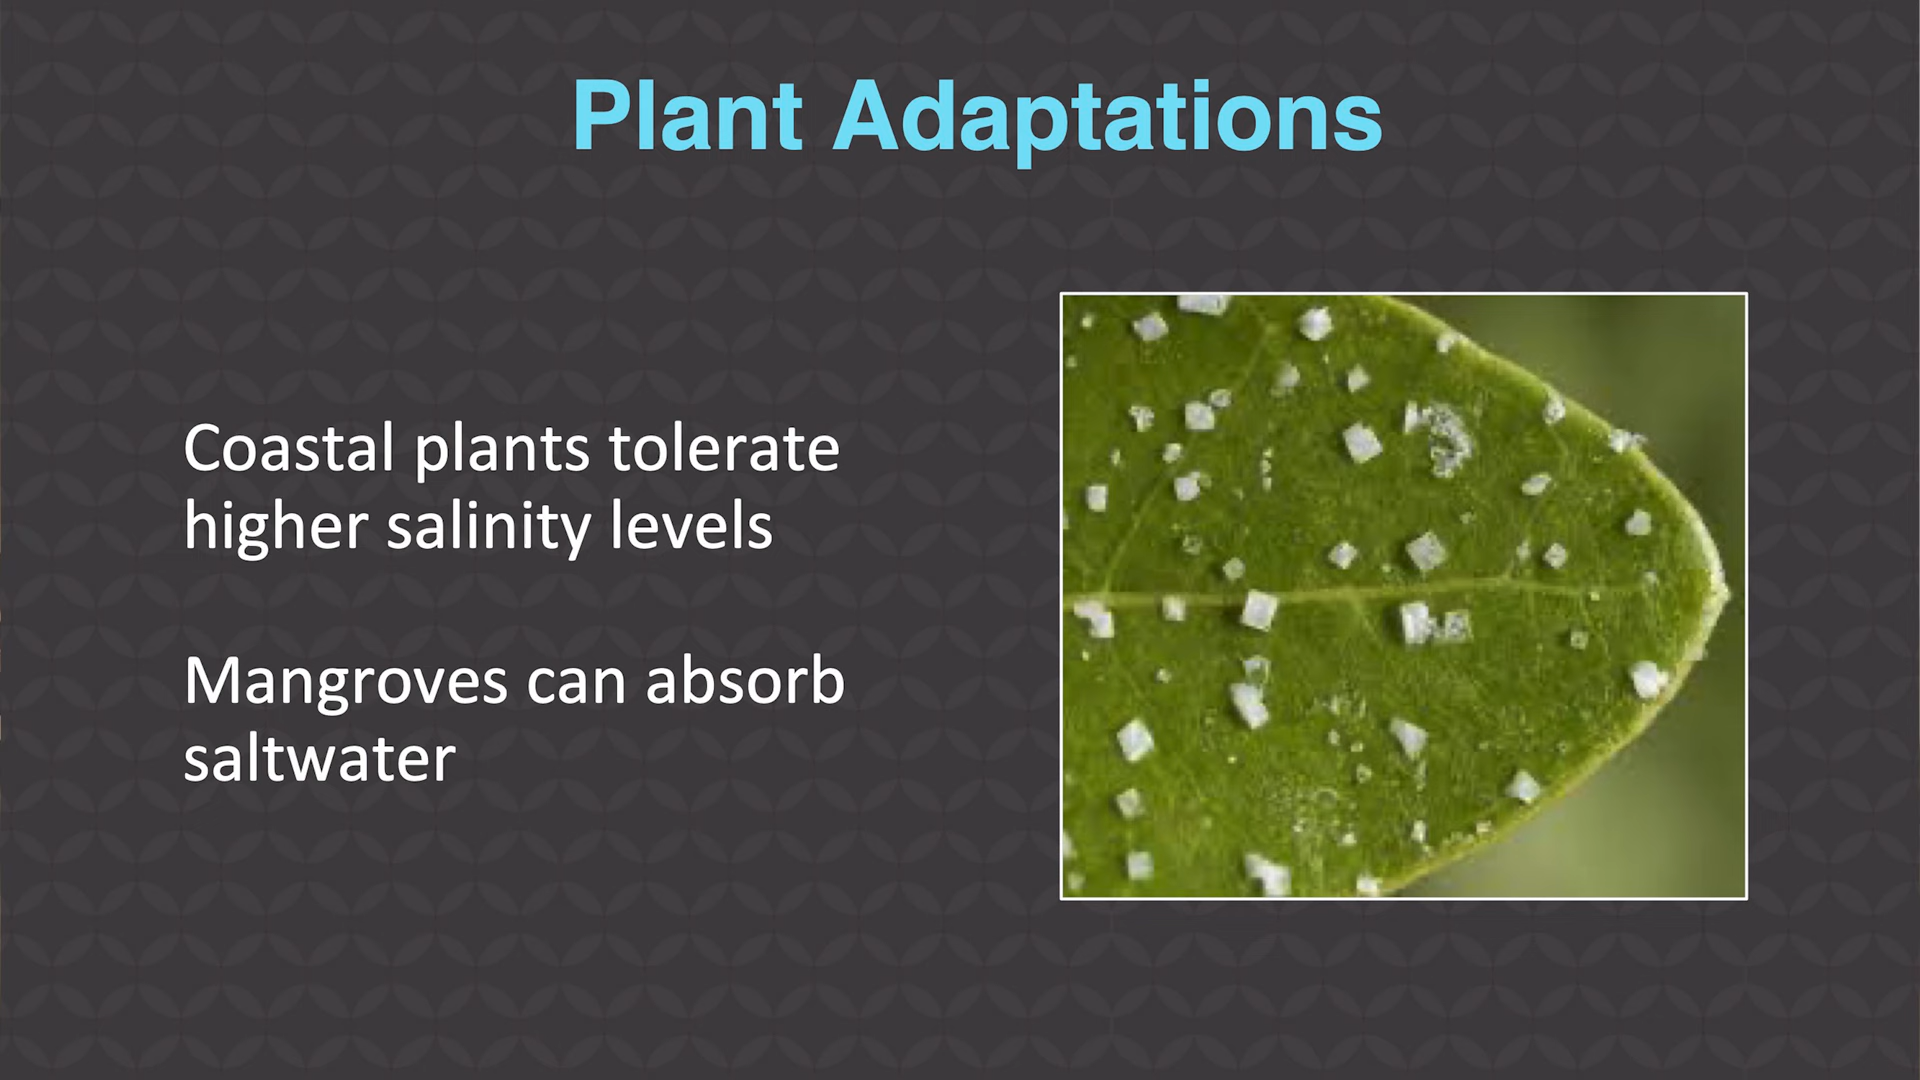 Plant Adaptations
Coastal plants tolerate
higher salinity levels
Mangroves can absorb
saltwater